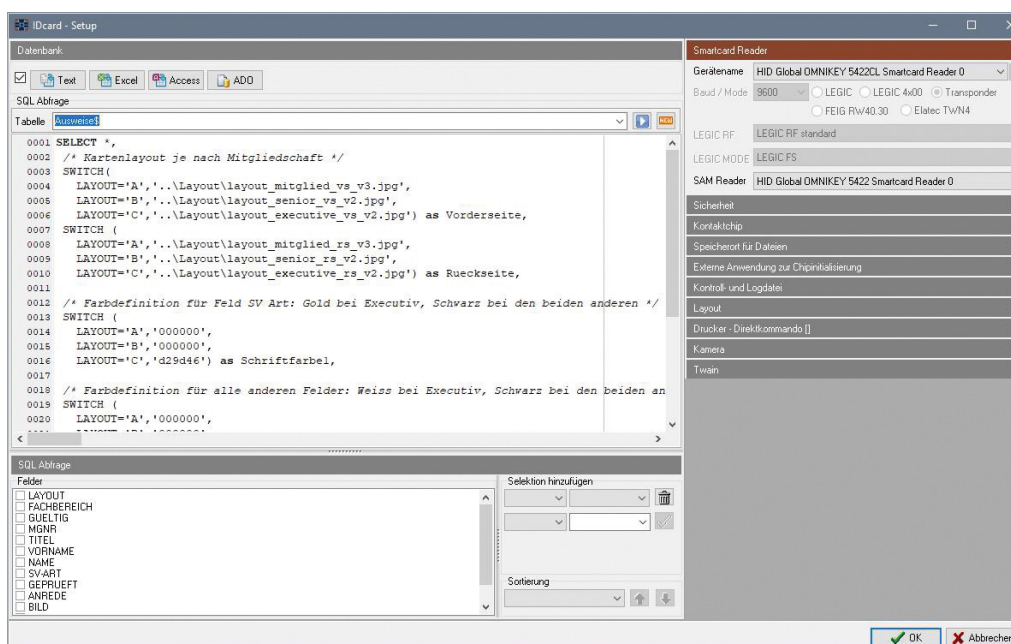 !Dcard - Setup
Datenbank
Text Excel Access ADO
SQL Abfrage
Tabelle Ausweise$ NEW
0001 SELECT *,
0002 /* Kartenlayout je nach Mitgliedschaft */
0003 SWITCH(
0004 LAYOUT='A','..\Layout\layout_mitglied_vs_v3.jpg',
0005 LAYOUT='B','..\Layout\layout_senior_vs_v2.jpg',
0006 LAYOUT='C','..\Layout\layout_executive_vs_v2.jpg') as Vorderseite,
0007 SWITCH (
0008 LAYOUT='A','..\Layout\layout_mitglied_rs_v3.jpg',
0009 LAYOUT='B','..\Layout\layout_senior_rs_v2.jpg',
0010 LAYOUT='C','..\Layout\layout_executive_rs_v2.jpg') as Rueckseite,
0011
0012 /* Farbdefinition für Feld SV Art: Gold bei Executiv, Schwarz bei den beiden anderen */
0013 SWITCH (
0014 LAYOUT='A','000000',
0015 LAYOUT='B','000000',
0016 LAYOUT='C','d29d46') as Schriftfarbe1,
0017
0018 /* Farbdefinition für alle anderen Felder: Weiss bei Executiv, Schwarz bei den beiden an
0019 SWITCH (
0020 LAYOUT='A','000000',
SQL Abfrage
Felder
LAYOUT
FACHBEREICH
GUELTIG
MGNR
TITEL
VORNAME
NAME
SV-ART
GEPRUEFT
ANREDE
BILD
Selektion hinzufügen
Sortierung
Smartcard Reader
Gerätename HID Global OMNIKEY 5422CL Smartcard Reader 0
Baud / Mode 9600 LEGIC LEGIC 4x00 Transponder
FEIG RW40.30 Elatec TWN4
LEGIC RF LEGIC RF standard
LEGIC MODE LEGIC FS
SAM Reader HID Global OMNIKEY 5422 Smartcard Reader 0
Sicherheit
Kontaktchip
Speicherort für Dateien
Externe Anwendung zur Chipinitialisierung
Kontroll- und Logdatei
Layout
Drucker - Direktkommando []
Kamera
Twain
OK Abbrechen